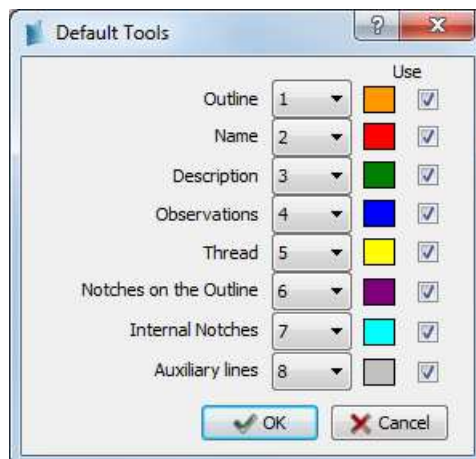 Default Tools
?
Use
Outline 1
Name 2
Description 3
Observations 4
Thread 5
Notches on the Outline 6
Internal Notches 7
Auxiliary lines 8
OK Cancel